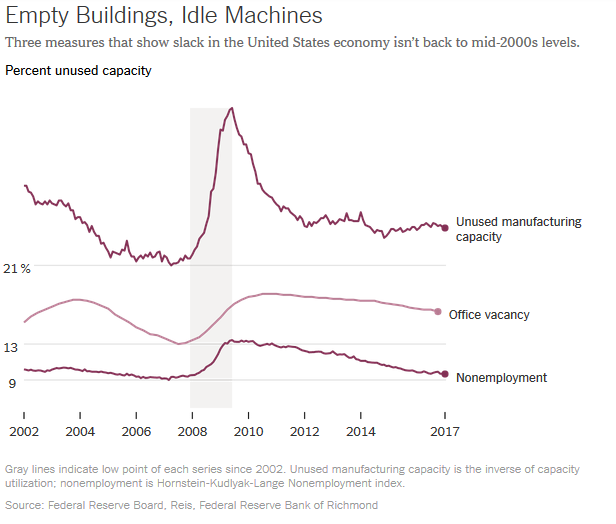 Empty Buildings, Idle Machines
Three measures that show slack in the United States economy isn't back to mid-2000s levels.
Percent unused capacity
Unused manufacturing
capacity
21 %
Office vacancy
13
Nonemployment
9
2002 2004 2006 2008 2010 2012 2014 2017
Gray lines indicate low point of each series since 2002. Unused manufacturing capacity is the inverse of capacity
utilization; nonemployment is Hornstein-Kudlyak-Lange Nonemployment index.
Source: Federal Reserve Board, Reis, Federal Reserve Bank of Richmond